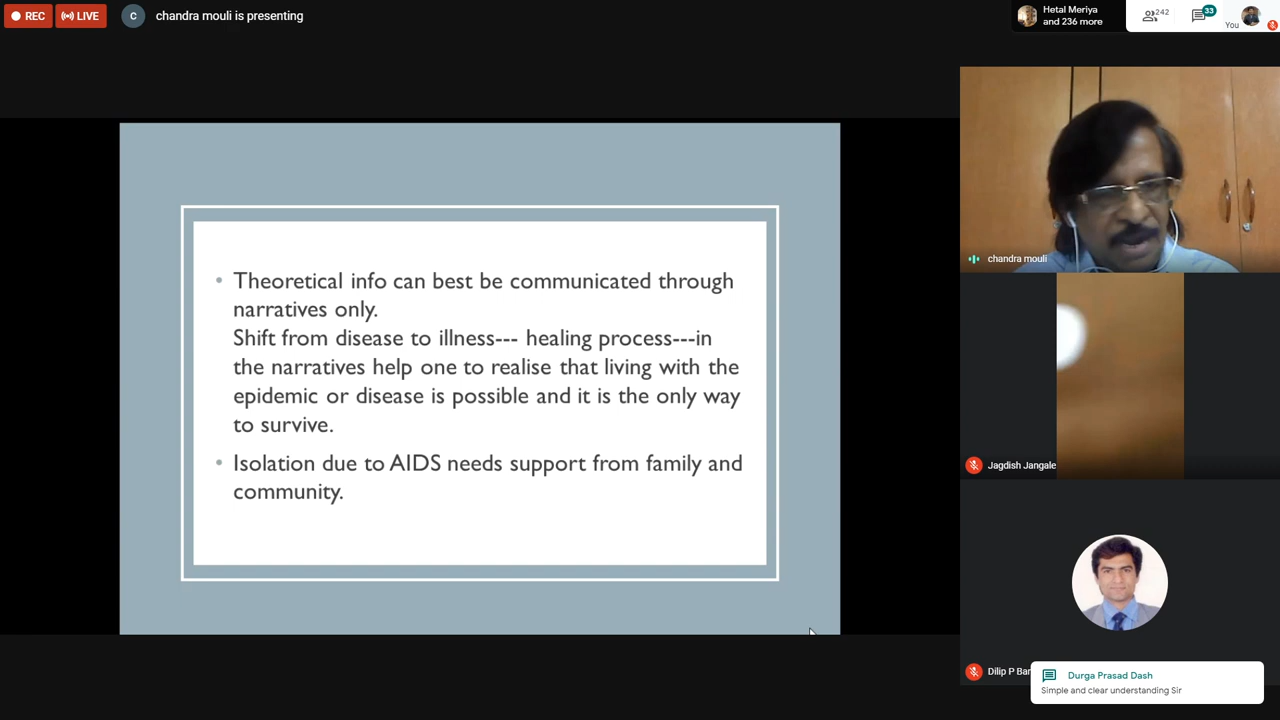 REC
LIVE
C
chandra mouli is presenting
Hetal Meriya
and 236 more
242
33
You
• Theoretical info can best be communicated through
narratives only.
Shift from disease to illness--- healing process---in
the narratives help one to realise that living with the
epidemic or disease is possible and it is the only way
to survive.
• Isolation due to AIDS needs support from family and
community.
chandra mouli
Jagdish Jangale
Dilip P Bar
Durga Prasad Dash
Simple and clear understanding Sir